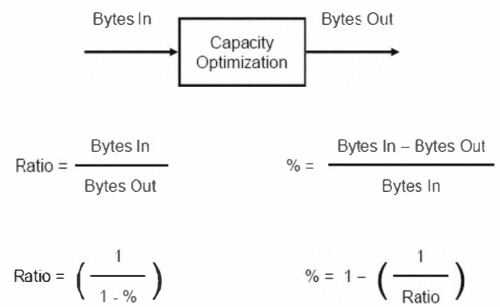 Bytes In
Bytes Out
Capacity
Optimization
Ratio = Bytes In / Bytes Out
% = Bytes In – Bytes Out / Bytes In
Ratio = ( 1 / 1 - % )
% = 1 – ( 1 / Ratio )